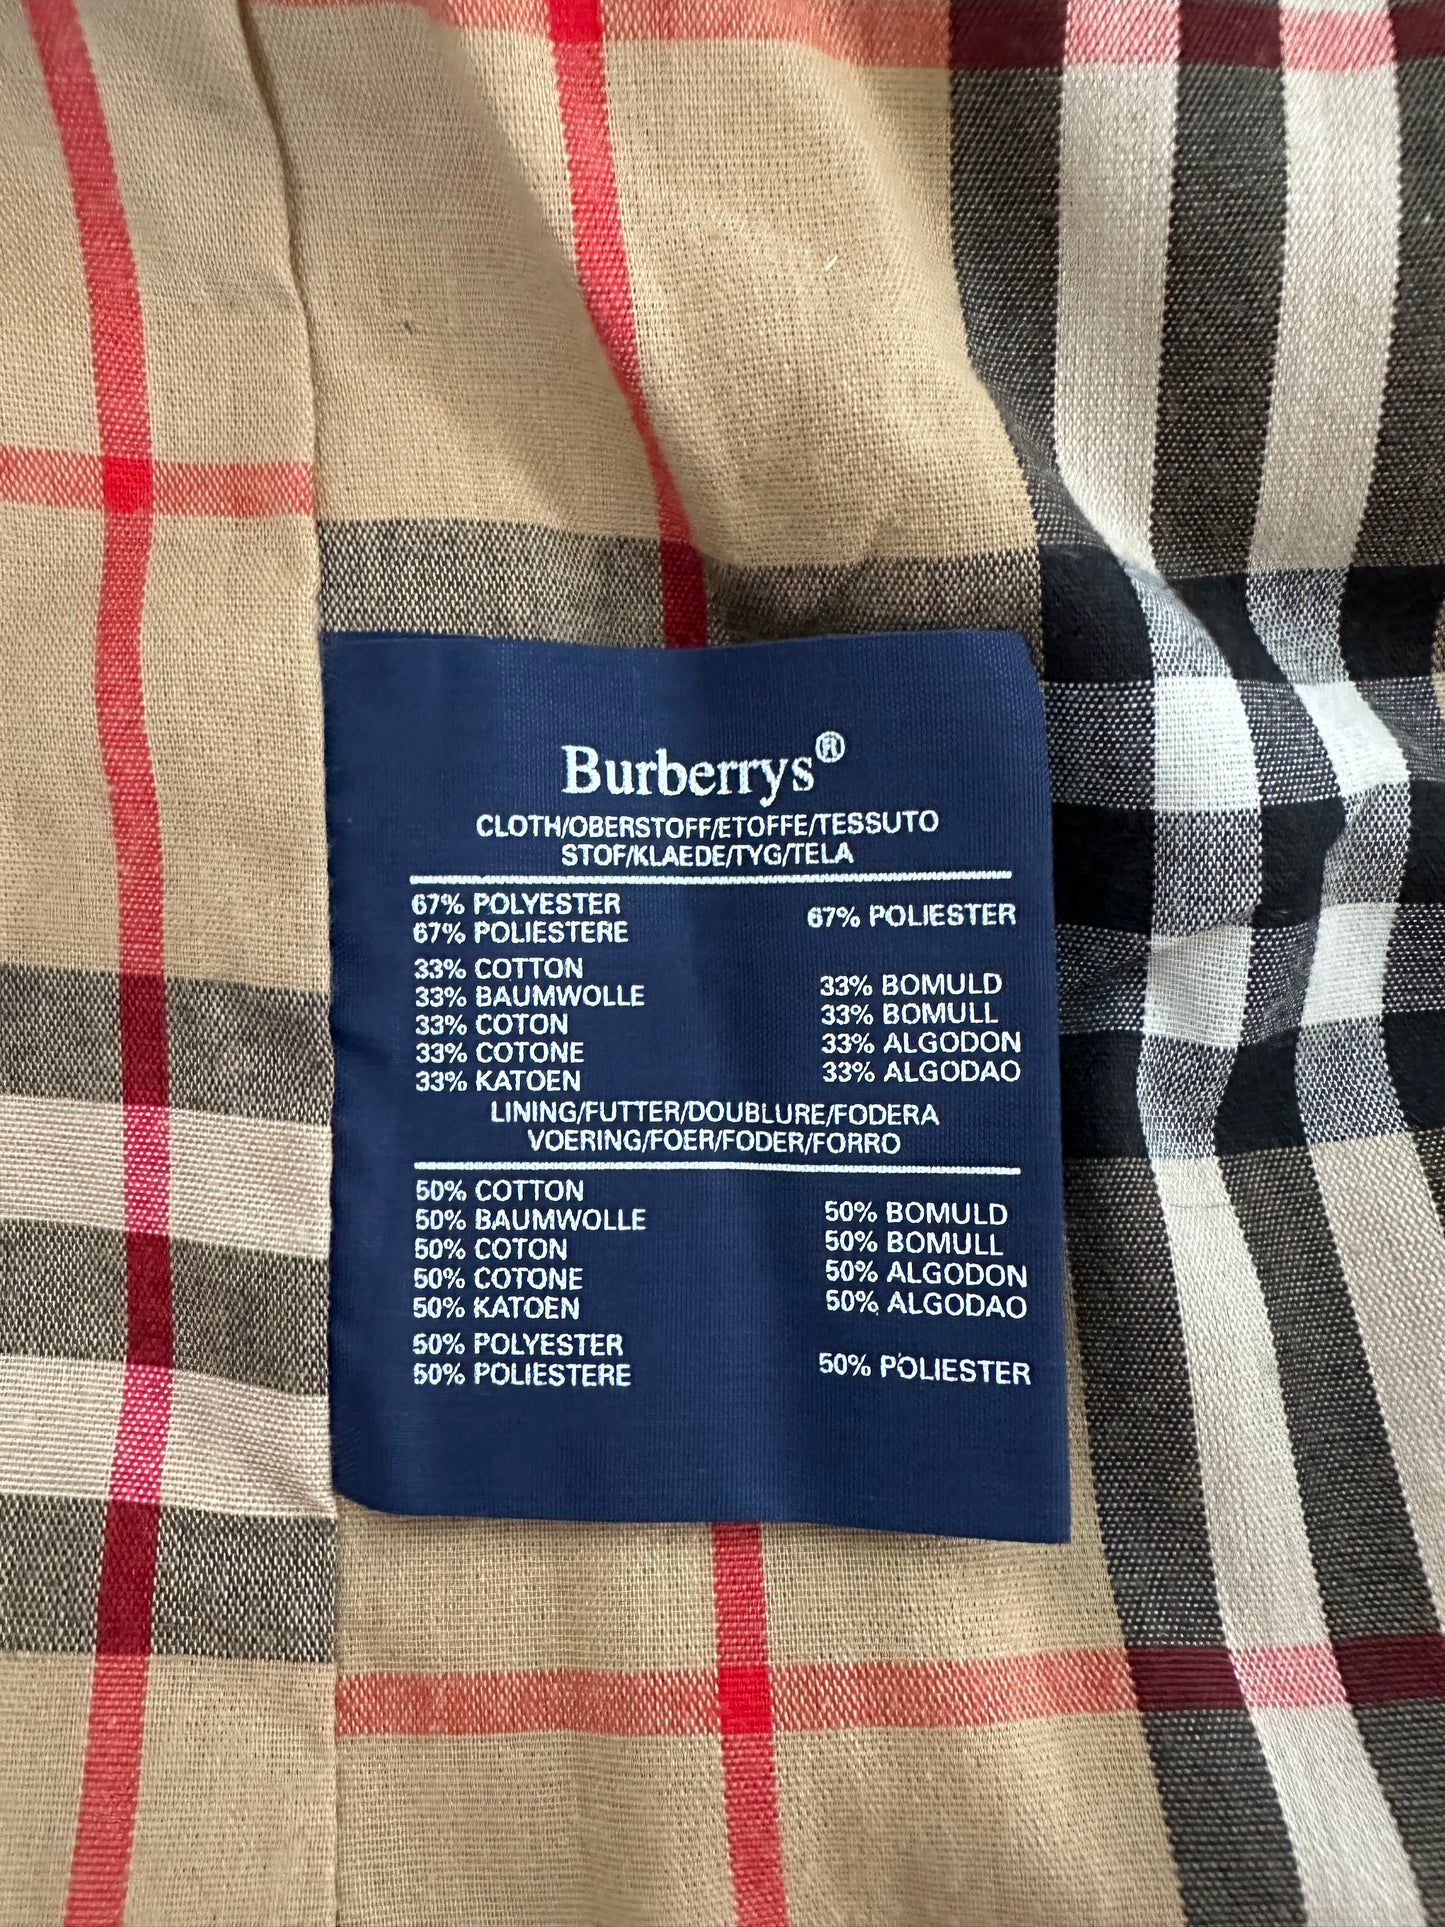 Burberrys®
CLOTH/OBERSTOFF/ETOFFE/TESSUTO
STOF/KLAEDE/TYG/TELA
67% POLYESTER
67% POLIESTERE
67% POLIESTER
33% COTTON
33% BAUMWOLLE
33% COTON
33% COTONE
33% KATOEN
33% BOMULD
33% BOMULL
33% ALGODON
33% ALGODAO
LINING/FUTTER/DOUBLURE/FODERA
VOERING/FOER/FODER/FORRO
50% COTTON
50% BAUMWOLLE
50% COTON
50% COTONE
50% KATOEN
50% BOMULD
50% BOMULL
50% ALGODON
50% ALGODAO
50% POLYESTER
50% POLIESTERE
50% POLIESTER